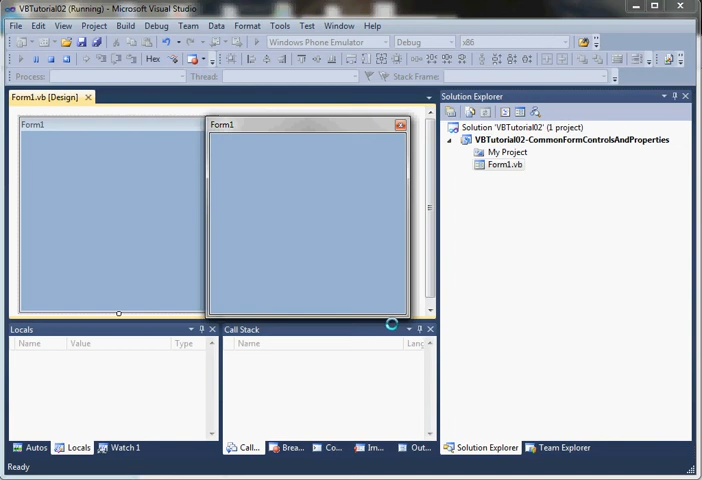 VBTutorial02 (Running) - Microsoft Visual Studio
File Edit View Project Build Debug Team Data Format Tools Test Window Help
Windows Phone Emulator Debug x86
Hex
Process: Thread: Stack Frame:
Form1.vb [Design]
Form1
Form1
Solution Explorer
Solution 'VBTutorial02' (1 project)
VBTutorial02-CommonFormControlsAndProperties
My Project
Form1.vb
Locals
Name Value Type
Call Stack
Name Lang
Autos Locals Watch 1
Call... Brea... Co... Im... Out...
Solution Explorer Team Explorer
Ready